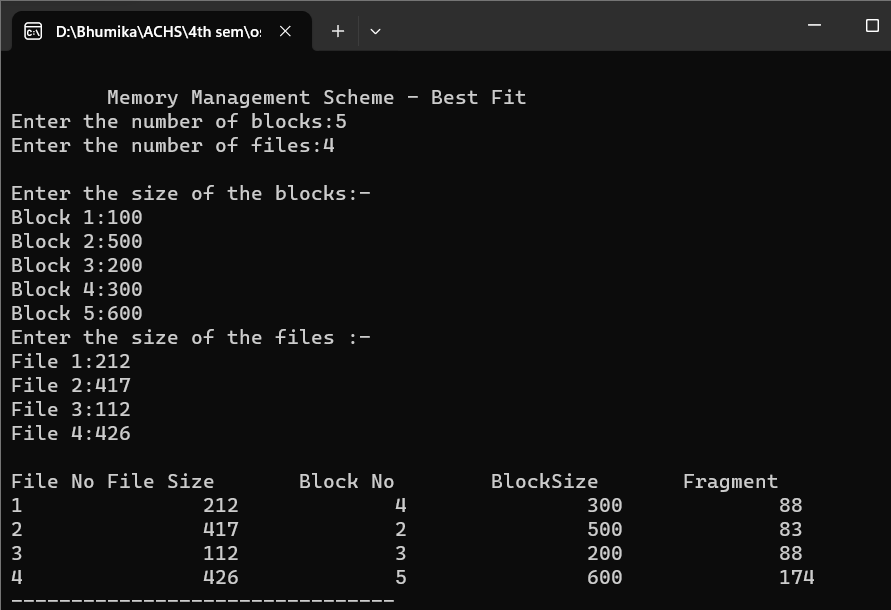 D:\Bhumika\ACHS\4th sem\o
Memory Management Scheme - Best Fit
Enter the number of blocks:5
Enter the number of files:4
Enter the size of the blocks:-
Block 1:100
Block 2:500
Block 3:200
Block 4:300
Block 5:600
Enter the size of the files :-
File 1:212
File 2:417
File 3:112
File 4:426
File No File Size Block No BlockSize Fragment
1 212 4 300 88
2 417 2 500 83
3 112 3 200 88
4 426 5 600 174
--------------------------------